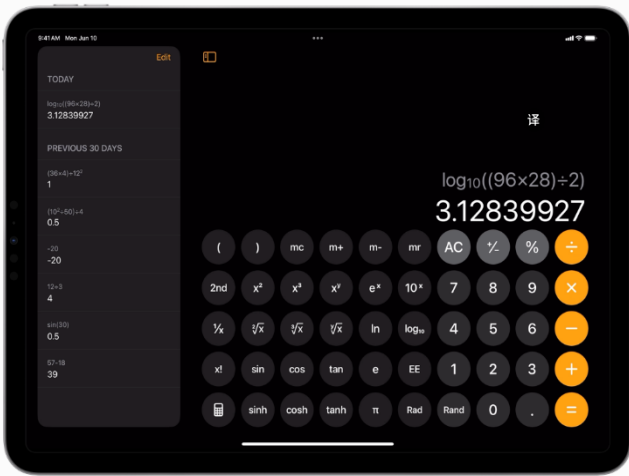 9:41 AM Mon Jun 10
Edit
TODAY
log₁₀((96×28)÷2)
3.12839927
PREVIOUS 30 DAYS
(36×4)÷12²
1
(10²−50)÷4
0.5
-20
-20
12÷3
4
sin(30)
0.5
57-18
39
译
log₁₀((96×28)÷2)
3.12839927
( ) mc m+ m- mr AC +/− % ÷
2nd x² x³ xʸ eˣ 10ˣ 7 8 9 ×
¹/x ²√x ³√x ʸ√x ln log₁₀ 4 5 6 −
x! sin cos tan e EE 1 2 3 +
sinh cosh tanh π Rad Rand 0 . =